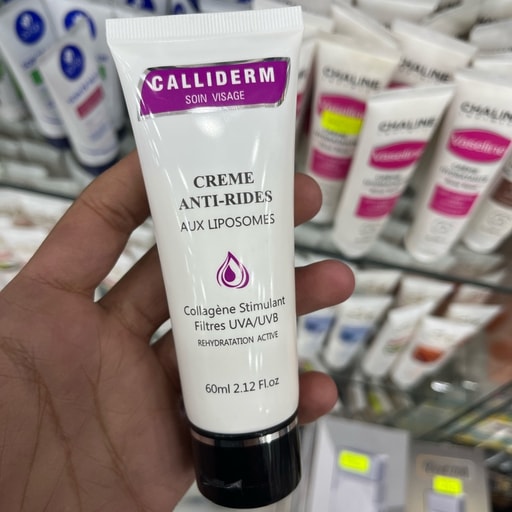 CALLIDERM
SOIN VISAGE
CREME
ANTI-RIDES
AUX LIPOSOMES
Collagène Stimulant
Filtres UVA/UVB
REHYDRATATION ACTIVE
60ml 2.12 Fl.oz
CHALINE
CHALINE
Vaseline
CHALINE
Vaseline